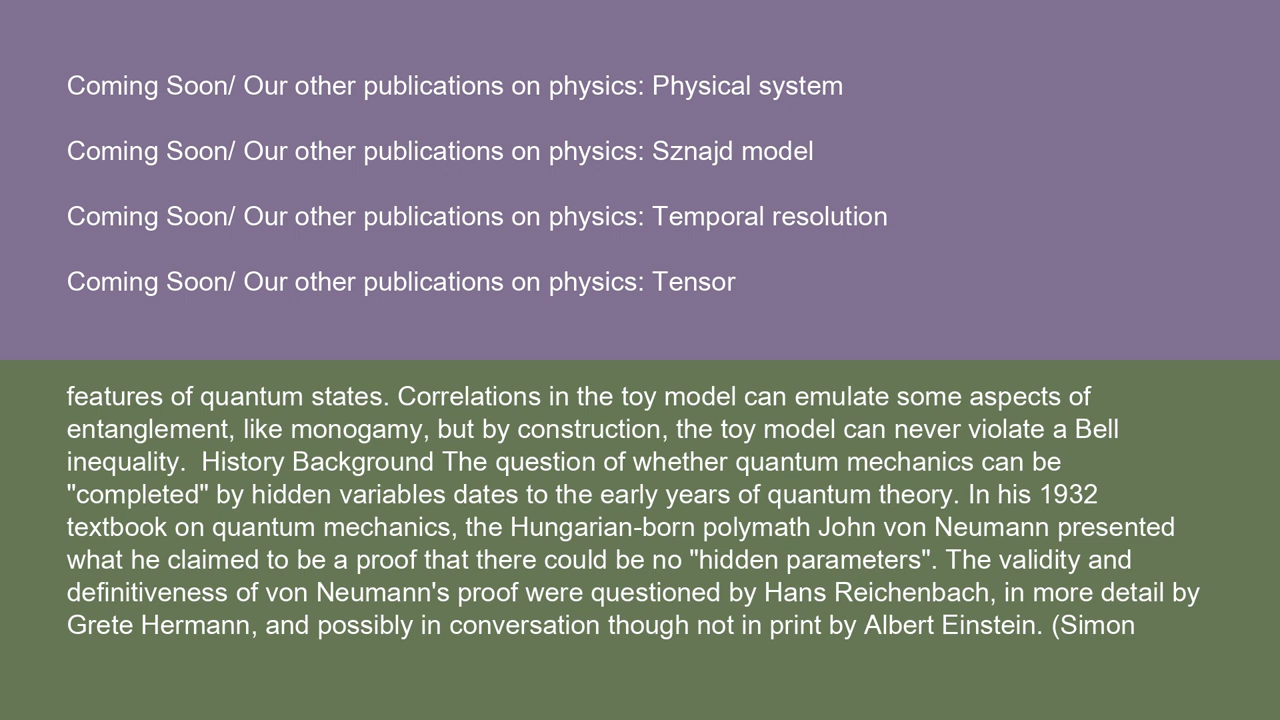 Coming Soon/ Our other publications on physics: Physical system
Coming Soon/ Our other publications on physics: Sznajd model
Coming Soon/ Our other publications on physics: Temporal resolution
Coming Soon/ Our other publications on physics: Tensor
features of quantum states. Correlations in the toy model can emulate some aspects of
entanglement, like monogamy, but by construction, the toy model can never violate a Bell
inequality.  History Background The question of whether quantum mechanics can be
"completed" by hidden variables dates to the early years of quantum theory. In his 1932
textbook on quantum mechanics, the Hungarian-born polymath John von Neumann presented
what he claimed to be a proof that there could be no "hidden parameters". The validity and
definitiveness of von Neumann's proof were questioned by Hans Reichenbach, in more detail by
Grete Hermann, and possibly in conversation though not in print by Albert Einstein. (Simon